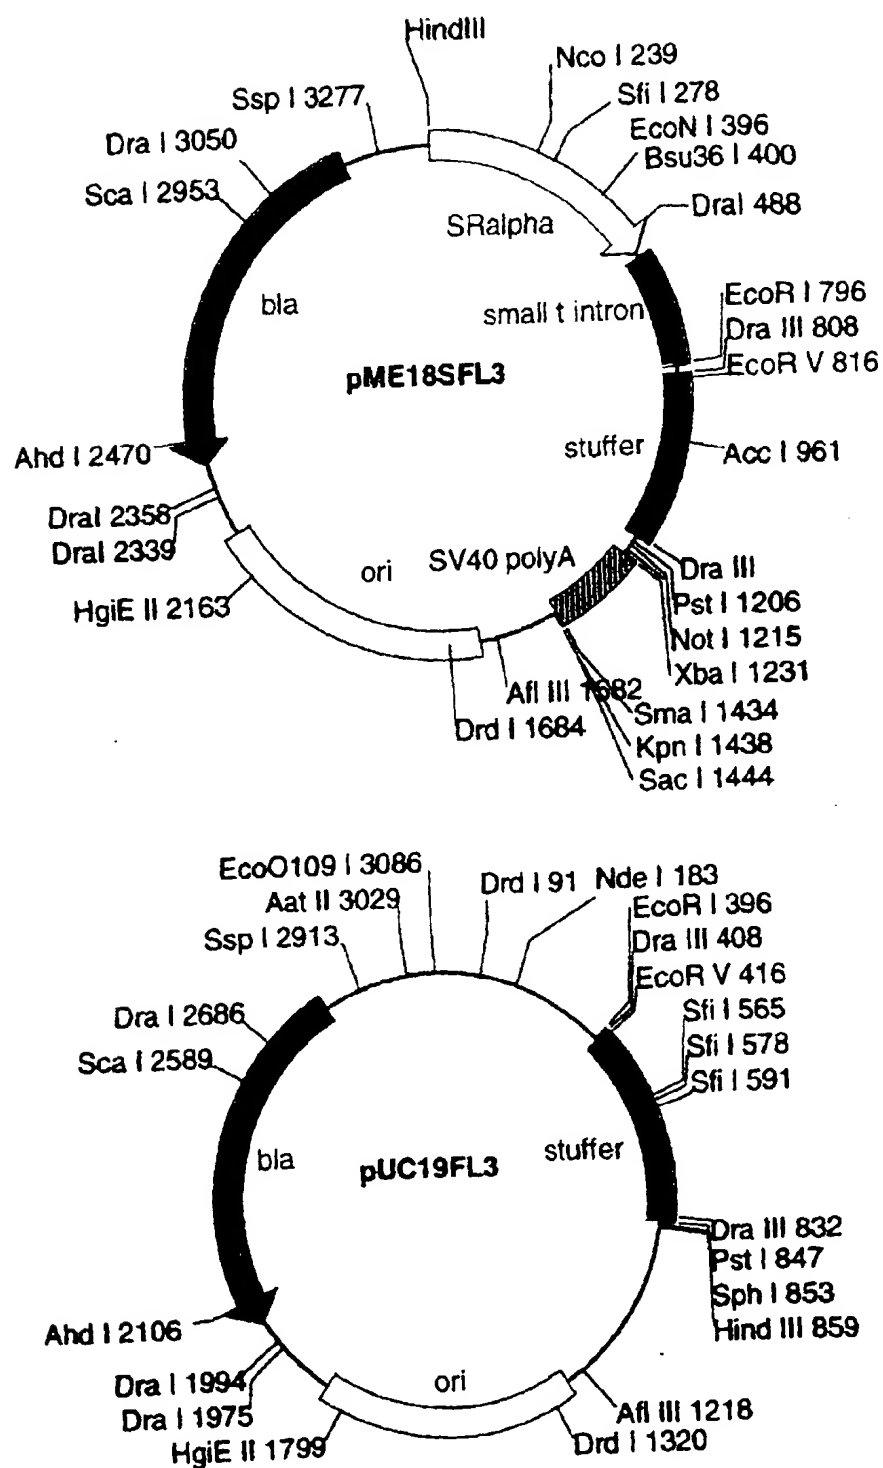 HindIII
Nco I 239
Ssp I 3277
Sfi I 278
Dra I 3050
EcoN I 396
Bsu36 I 400
Sca I 2953
DraI 488
SRalpha
bla
small t intron
EcoR I 796
Dra III 808
EcoR V 816
pME18SFL3
stuffer
Acc I 961
Ahd I 2470
DraI 2358
DraI 2339
ori
SV40 polyA
Dra III
Pst I 1206
HgiE II 2163
Not I 1215
Xba I 1231
Afl III 1682
Drd I 1684
Sma I 1434
Kpn I 1438
Sac I 1444
EcoO109 I 3086
Drd I 91
Nde I 183
Aat II 3029
EcoR I 396
Ssp I 2913
Dra III 408
EcoR V 416
Dra I 2686
Sfi I 565
Sca I 2589
Sfi I 578
Sfi I 591
bla
pUC19FL3
stuffer
Dra III 832
Pst I 847
Sph I 853
Hind III 859
Ahd I 2106
Dra I 1994
Dra I 1975
ori
Afl III 1218
HgiE II 1799
Drd I 1320